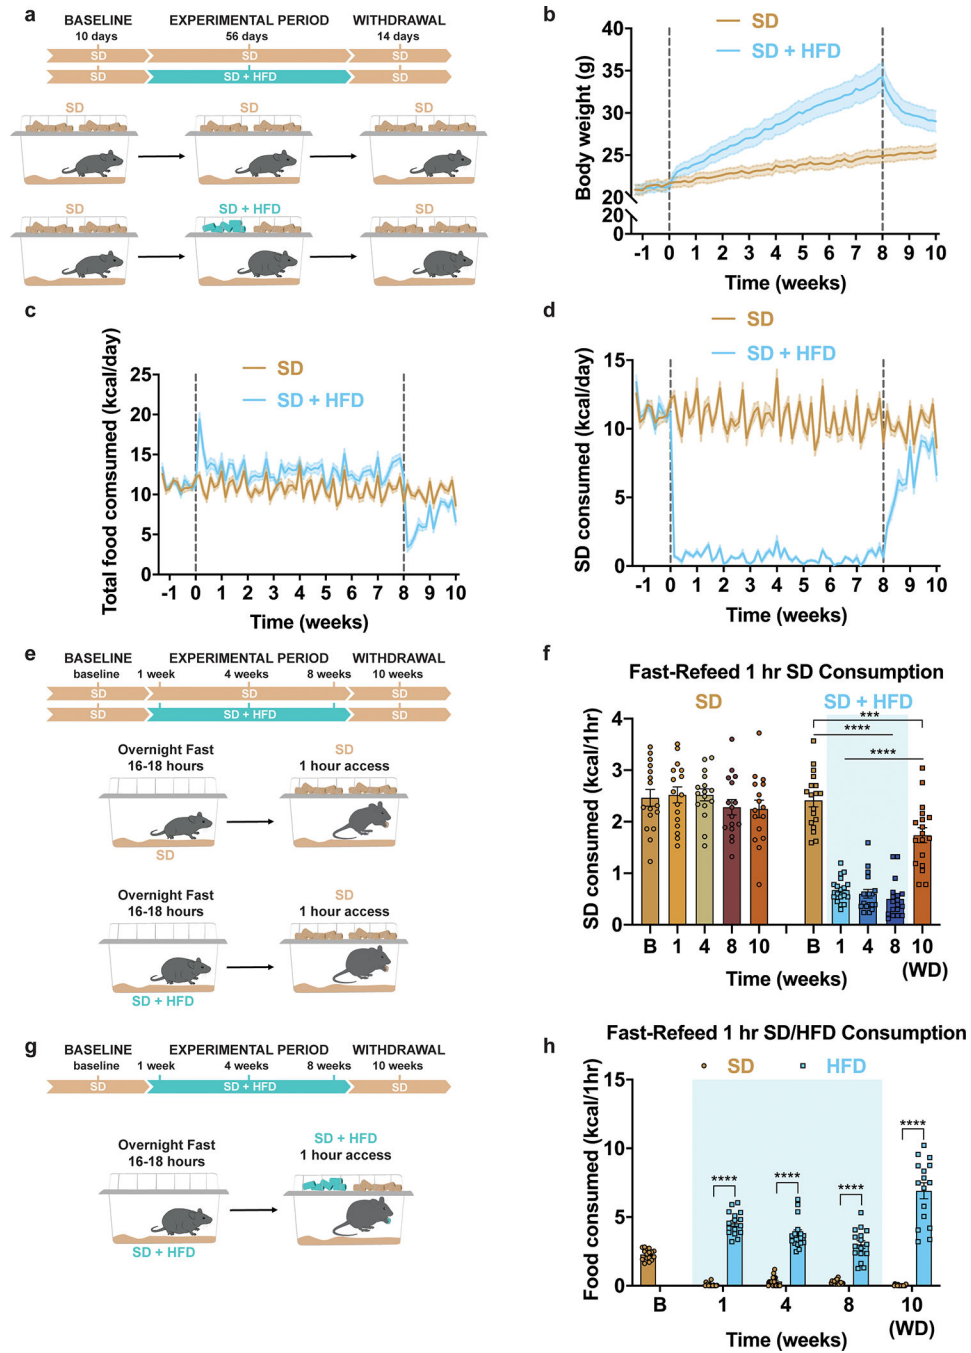 a
BASELINE EXPERIMENTAL PERIOD WITHDRAWAL
10 days 56 days 14 days
SD SD SD
SD SD + HFD SD
SD SD SD
SD SD + HFD SD
b
SD
SD + HFD
Body weight (g)
40
35
30
25
20
20
0
-1 0 1 2 3 4 5 6 7 8 9 10
Time (weeks)
c
SD
SD + HFD
Total food comsumed (kcal/day)
25
20
15
10
5
0
-1 0 1 2 3 4 5 6 7 8 9 10
Time (weeks)
d
SD
SD + HFD
SD consumed (kcal/day)
15
10
5
0
-1 0 1 2 3 4 5 6 7 8 9 10
Time (weeks)
e
BASELINE EXPERIMENTAL PERIOD WITHDRAWAL
baseline 1 week 4 weeks 8 weeks 10 weeks
SD SD SD
SD SD + HFD SD
Overnight Fast
16-18 hours
SD
SD
1 hour access
Overnight Fast
16-18 hours
SD + HFD
SD
1 hour access
f
Fast-Refeed 1 hr SD Consumption
SD SD + HFD
***
****
****
SD consumed (kcal/1hr)
4
3
2
1
0
B 1 4 8 10 B 1 4 8 10
(WD)
Time (weeks)
g
BASELINE EXPERIMENTAL PERIOD WITHDRAWAL
baseline 1 week 4 weeks 8 weeks 10 weeks
SD SD + HFD SD
Overnight Fast
16-18 hours
SD + HFD
SD + HFD
1 hour access
h
Fast-Refeed 1 hr SD/HFD Consumption
SD HFD
Food consumed (kcal/1hr)
15
10
5
0
**** **** **** ****
B 1 4 8 10
(WD)
Time (weeks)